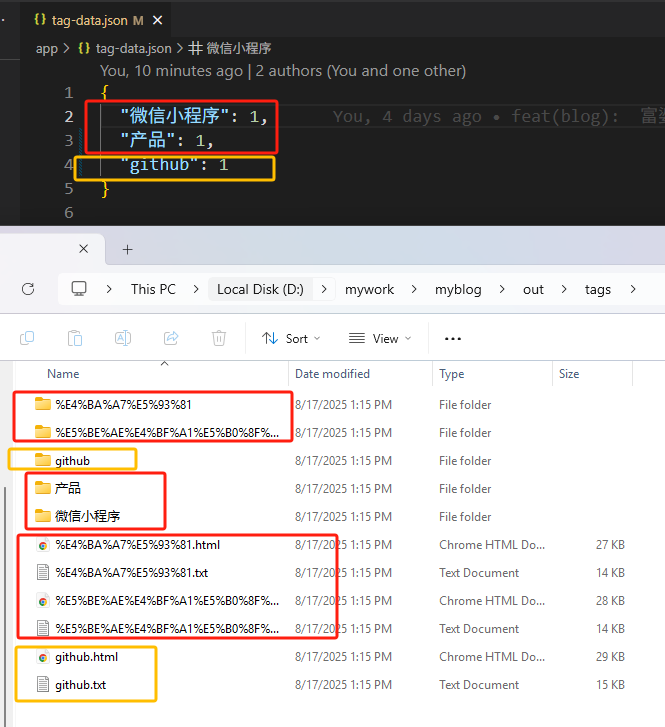 tag-data.json M
app > {} tag-data.json > 微信小程序
You, 10 minutes ago | 2 authors (You and one other)
1 {
2 "微信小程序": 1, You, 4 days ago • feat(blog): 富婆
3 "产品": 1,
4 "github": 1
5 }
6
This PC > Local Disk (D:) > mywork > myblog > out > tags >
Sort View ...
Name Date modified Type Size
%E4%BA%A7%E5%93%81 8/17/2025 1:15 PM File folder
%E5%BE%AE%E4%BF%A1%E5%B0%8F%... 8/17/2025 1:15 PM File folder
github 8/17/2025 1:15 PM File folder
产品 8/17/2025 1:15 PM File folder
微信小程序 8/17/2025 1:15 PM File folder
%E4%BA%A7%E5%93%81.html 8/17/2025 1:15 PM Chrome HTML Do... 27 KB
%E4%BA%A7%E5%93%81.txt 8/17/2025 1:15 PM Text Document 14 KB
%E5%BE%AE%E4%BF%A1%E5%B0%8F%... 8/17/2025 1:15 PM Chrome HTML Do... 28 KB
%E5%BE%AE%E4%BF%A1%E5%B0%8F%... 8/17/2025 1:15 PM Text Document 14 KB
github.html 8/17/2025 1:15 PM Chrome HTML Do... 29 KB
github.txt 8/17/2025 1:15 PM Text Document 15 KB